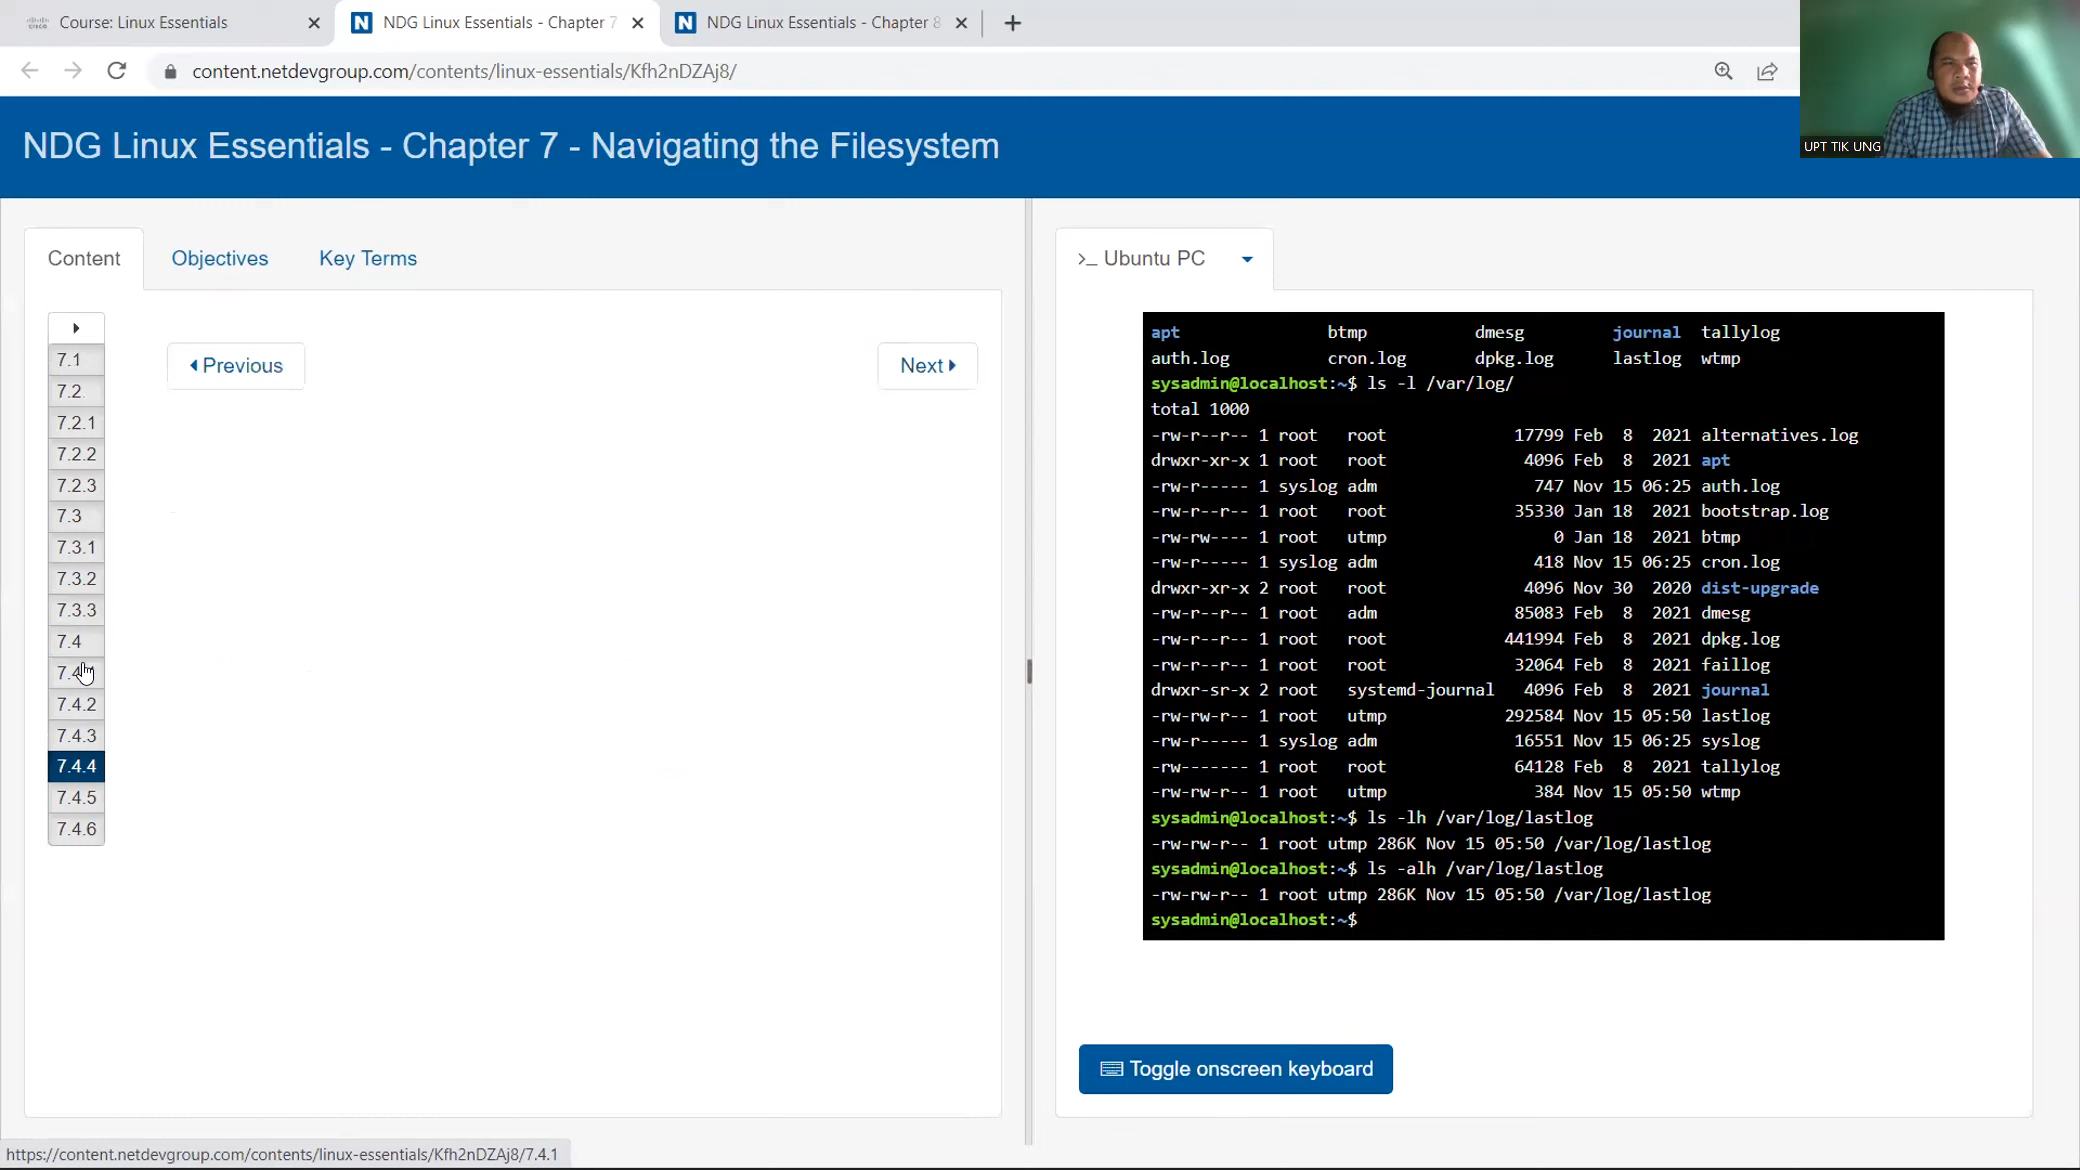 Course: Linux Essentials
NDG Linux Essentials - Chapter 7
NDG Linux Essentials - Chapter 8
content.netdevgroup.com/contents/linux-essentials/Kfh2nDZAj8/
UPT TIK UNG
NDG Linux Essentials - Chapter 7 - Navigating the Filesystem
Content
Objectives
Key Terms
Previous
Next
7.1
7.2
7.2.1
7.2.2
7.2.3
7.3
7.3.1
7.3.2
7.3.3
7.4
7.4.2
7.4.3
7.4.4
7.4.5
7.4.6
>_ Ubuntu PC
apt btmp dmesg journal tallylog
auth.log cron.log dpkg.log lastlog wtmp
sysadmin@localhost:~$ ls -l /var/log/
total 1000
-rw-r--r-- 1 root root 17799 Feb 8 2021 alternatives.log
drwxr-xr-x 1 root root 4096 Feb 8 2021 apt
-rw-r----- 1 syslog adm 747 Nov 15 06:25 auth.log
-rw-r--r-- 1 root root 35330 Jan 18 2021 bootstrap.log
-rw-rw---- 1 root utmp 0 Jan 18 2021 btmp
-rw-r----- 1 syslog adm 418 Nov 15 06:25 cron.log
drwxr-xr-x 2 root root 4096 Nov 30 2020 dist-upgrade
-rw-r--r-- 1 root adm 85083 Feb 8 2021 dmesg
-rw-r--r-- 1 root root 441994 Feb 8 2021 dpkg.log
-rw-r--r-- 1 root root 32064 Feb 8 2021 faillog
drwxr-sr-x 2 root systemd-journal 4096 Feb 8 2021 journal
-rw-rw-r-- 1 root utmp 292584 Nov 15 05:50 lastlog
-rw-r----- 1 syslog adm 16551 Nov 15 06:25 syslog
-rw------- 1 root root 64128 Feb 8 2021 tallylog
-rw-rw-r-- 1 root utmp 384 Nov 15 05:50 wtmp
sysadmin@localhost:~$ ls -lh /var/log/lastlog
-rw-rw-r-- 1 root utmp 286K Nov 15 05:50 /var/log/lastlog
sysadmin@localhost:~$ ls -alh /var/log/lastlog
-rw-rw-r-- 1 root utmp 286K Nov 15 05:50 /var/log/lastlog
sysadmin@localhost:~$
Toggle onscreen keyboard
https://content.netdevgroup.com/contents/linux-essentials/Kfh2nDZAj8/7.4.1